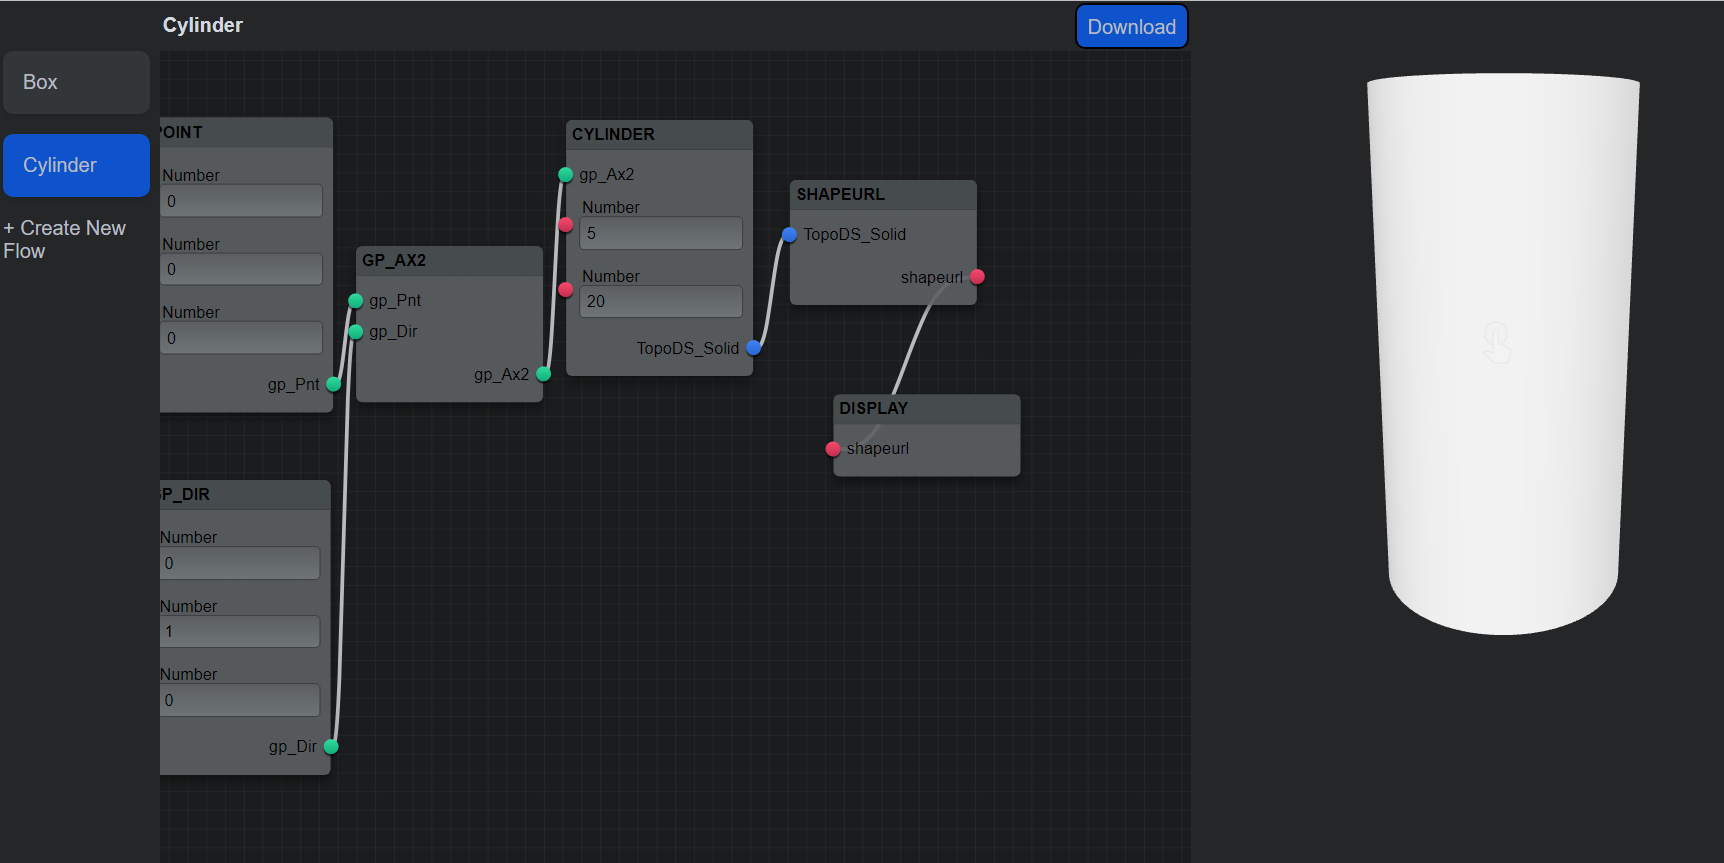 Cylinder
Download
Box
Cylinder
+ Create New
Flow
POINT
Number
0
Number
0
Number
0
gp_Pnt
GP_AX2
gp_Pnt
gp_Dir
gp_Ax2
CYLINDER
gp_Ax2
Number
5
Number
20
TopoDS_Solid
SHAPEURL
TopoDS_Solid
shapeurl
DISPLAY
shapeurl
GP_DIR
Number
0
Number
1
Number
0
gp_Dir